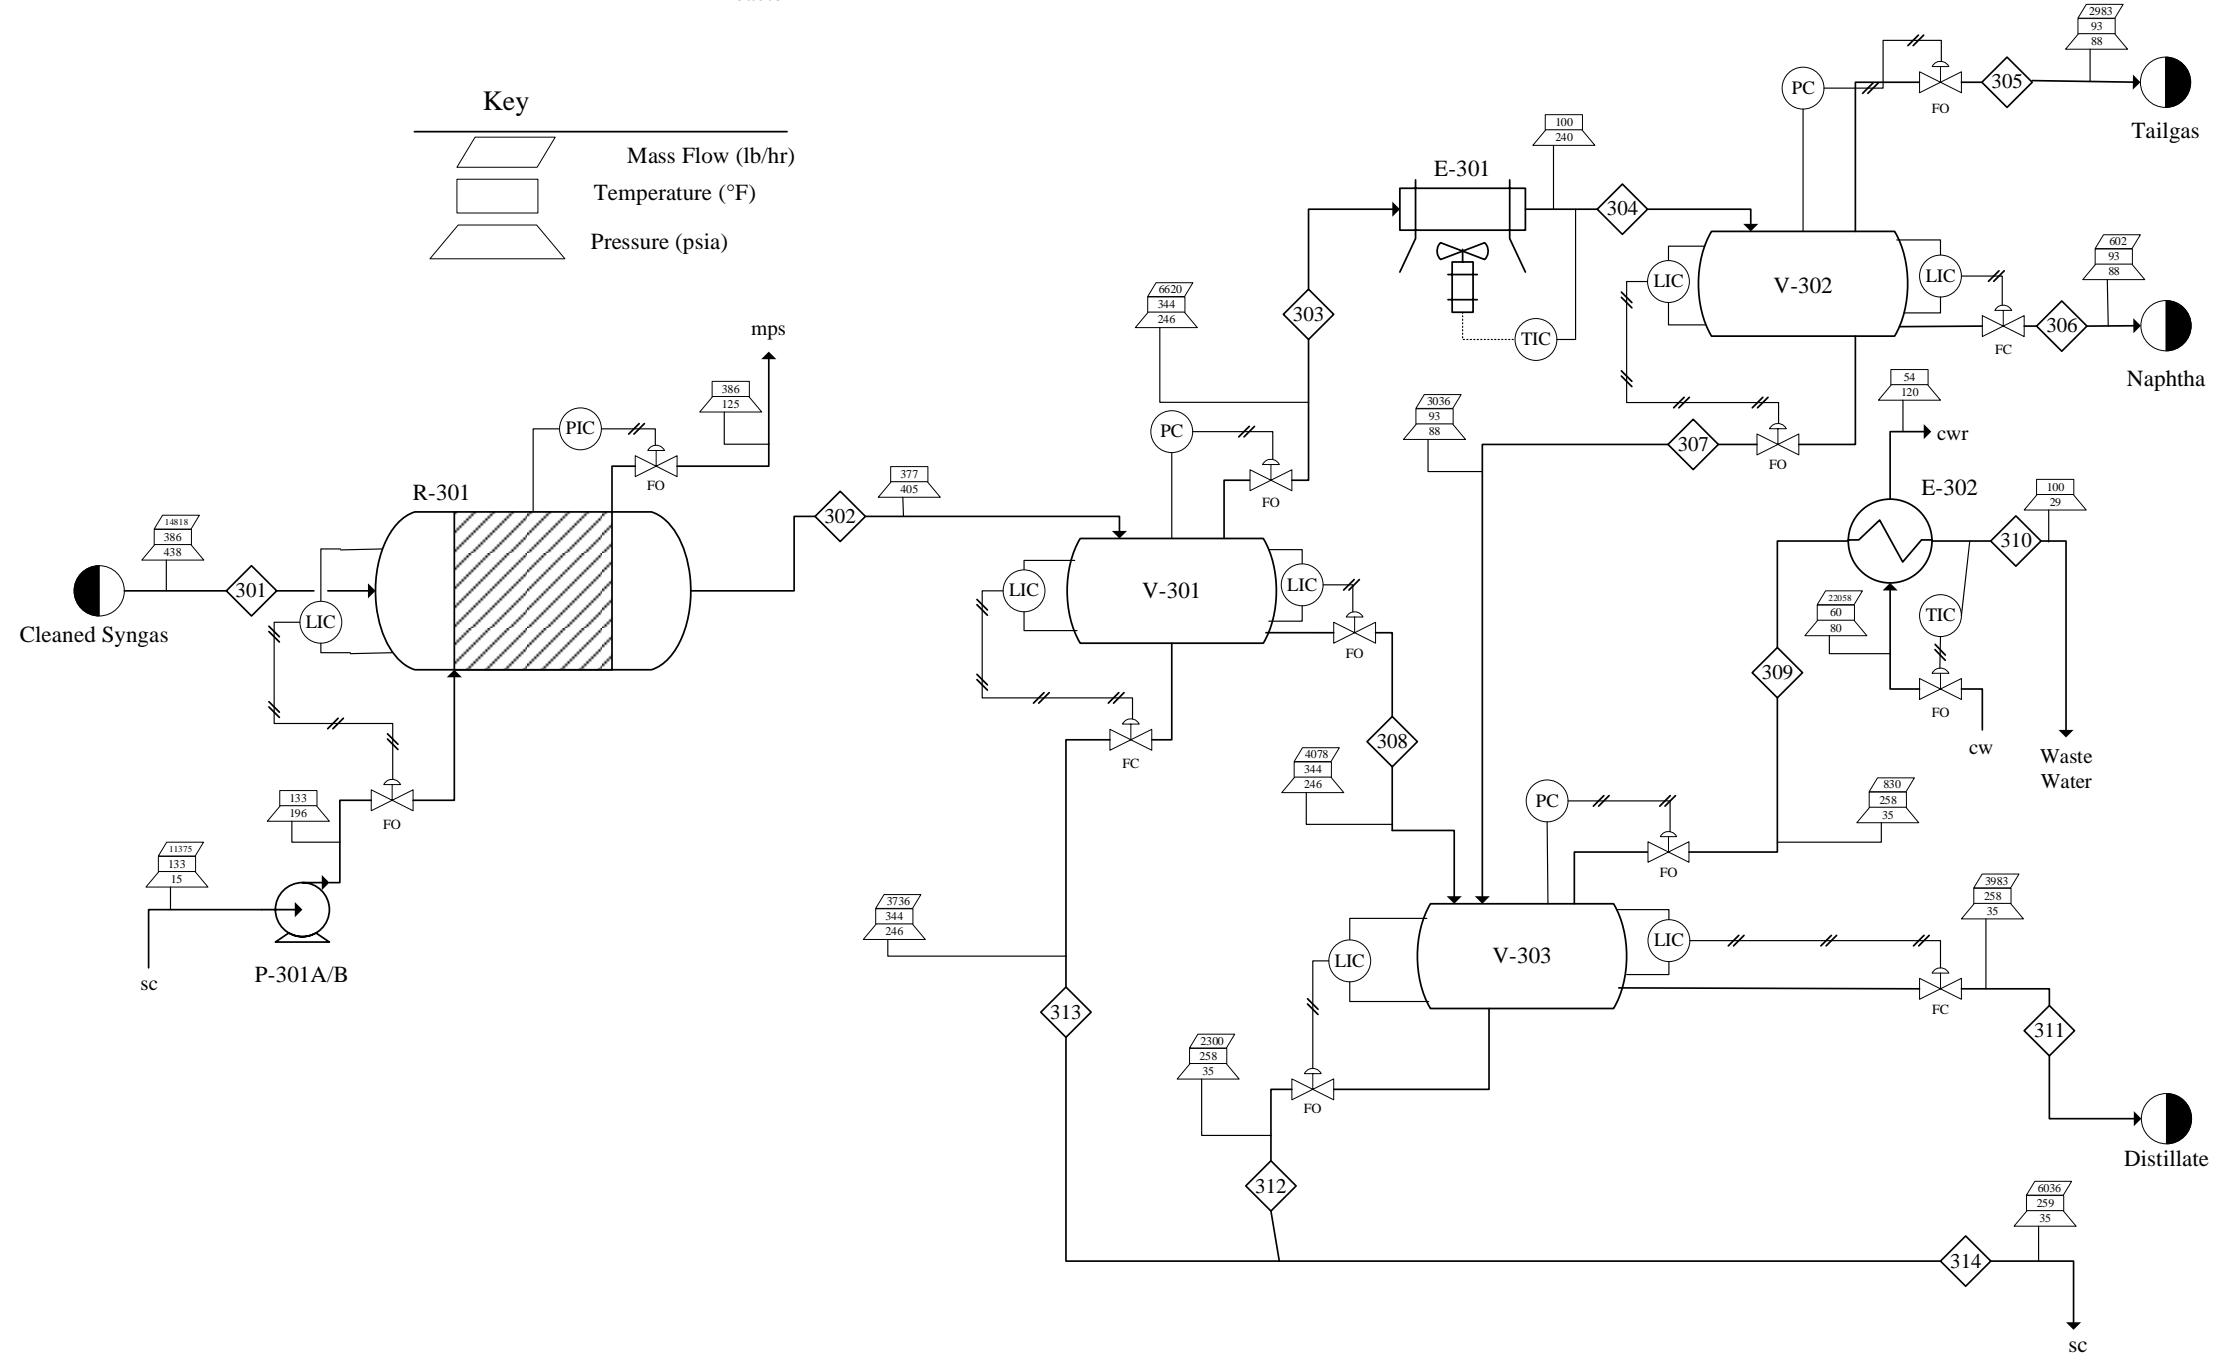 Key
Mass Flow (lb/hr)
Temperature (°F)
Pressure (psia)
2983
93
88
PC
FO
305
Tailgas
100
240
E-301
304
TIC
LIC
V-302
LIC
602
93
88
FC
306
Naphtha
FO
307
3036
93
88
6620
344
246
303
PC
FO
mps
386
125
PIC
FO
R-301
14818
386
438
301
Cleaned Syngas
LIC
FO
133
196
11375
133
15
P-301A/B
sc
302
377
405
LIC
V-301
LIC
FO
FC
308
4078
344
246
54
120
cwr
E-302
100
29
310
22058
60
80
TIC
FO
cw
Waste
Water
309
830
258
35
PC
FO
LIC
V-303
LIC
3983
258
35
FC
311
Distillate
3736
344
246
313
2300
258
35
FO
312
6036
259
35
314
sc